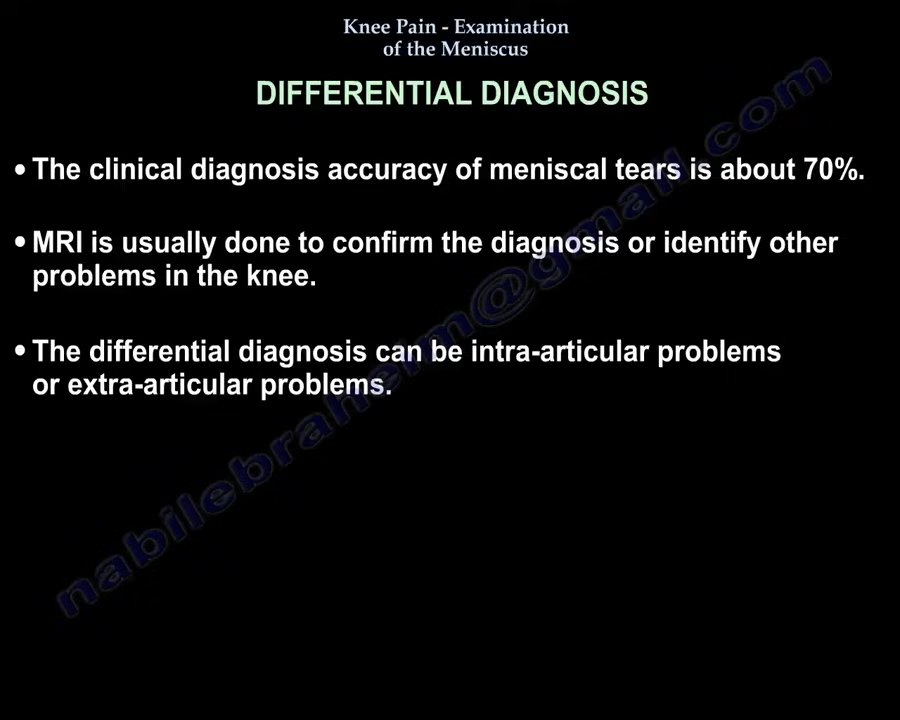 Knee Pain - Examination
of the Meniscus
DIFFERENTIAL DIAGNOSIS
• The clinical diagnosis accuracy of meniscal tears is about 70%.
• MRI is usually done to confirm the diagnosis or identify other
problems in the knee.
• The differential diagnosis can be intra-articular problems
or extra-articular problems.
nabilebraheim@gmail.com